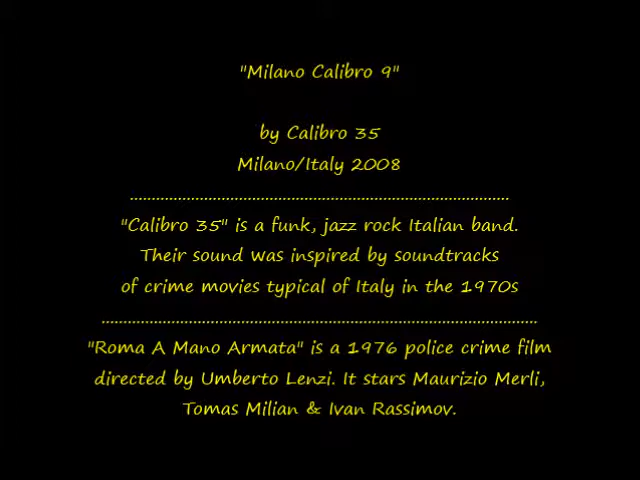 "Milano Calibro 9"
by Calibro 35
Milano/Italy 2008
.......................................................................................
"Calibro 35" is a funk, jazz rock Italian band.
Their sound was inspired by soundtracks
of crime movies typical of Italy in the 1970s
....................................................................................................
"Roma A Mano Armata" is a 1976 police crime film
directed by Umberto Lenzi. It stars Maurizio Merli,
Tomas Milian & Ivan Rassimov.